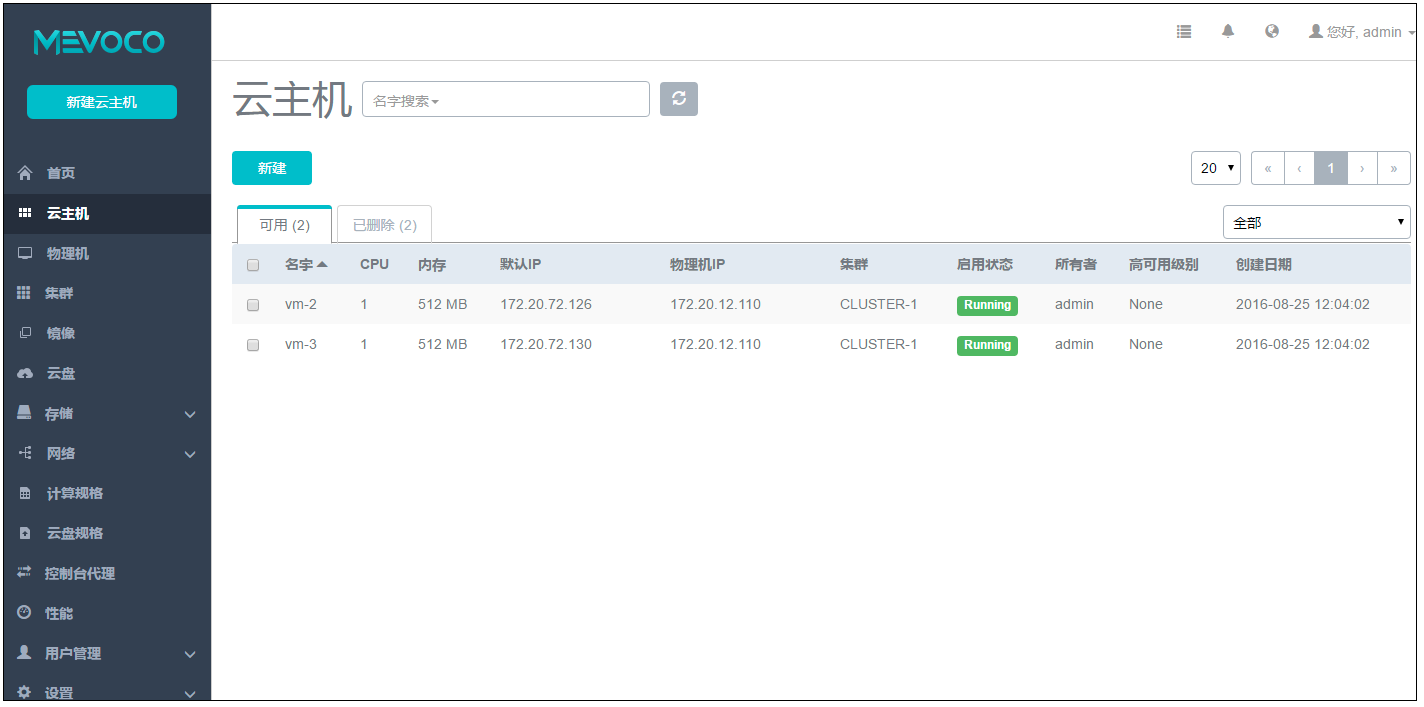 MEVOCO
新建云主机
首页
云主机
物理机
集群
镜像
云盘
存储
网络
计算规格
云盘规格
控制台代理
性能
用户管理
设置
您好, admin
云主机 名字搜索
新建 20 « ‹ 1 › »
可用 (2) 已删除 (2) 全部
名字 CPU 内存 默认IP 物理机IP 集群 启用状态 所有者 高可用级别 创建日期
vm-2 1 512 MB 172.20.72.126 172.20.12.110 CLUSTER-1 Running admin None 2016-08-25 12:04:02
vm-3 1 512 MB 172.20.72.130 172.20.12.110 CLUSTER-1 Running admin None 2016-08-25 12:04:02